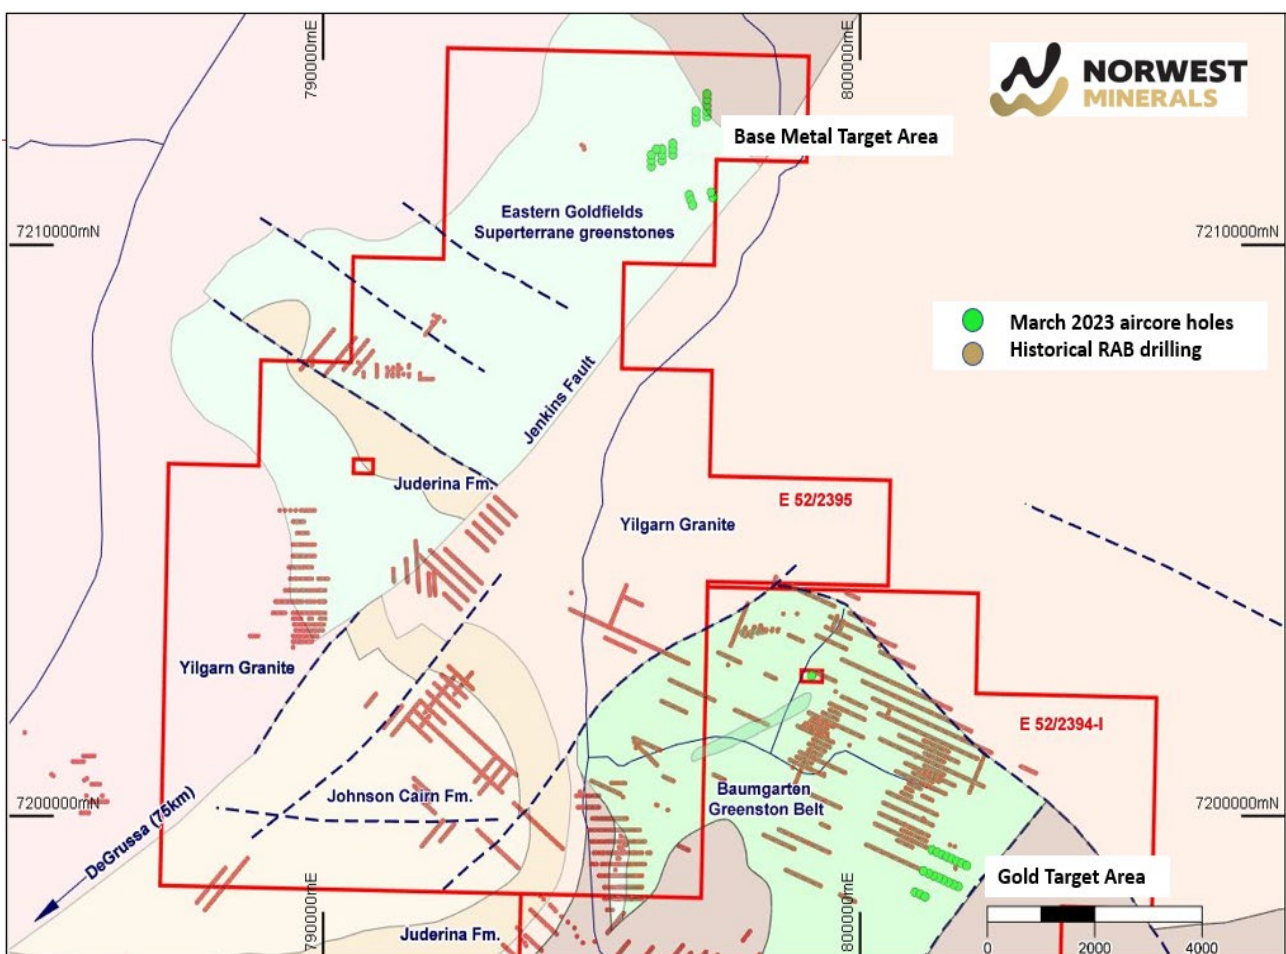 790000mE
800000mE
NORWEST
MINERALS
Base Metal Target Area
Eastern Goldfields
Superterrane greenstones
7210000mN
7210000mN
March 2023 aircore holes
Historical RAB drilling
Jenkins Fault
Juderina Fm.
E 52/2395
Yilgarn Granite
Yilgarn Granite
E 52/2394-I
Johnson Cairn Fm.
Baumgarten
Greenston Belt
7200000mN
7200000mN
DeGrussa (75km)
Gold Target Area
790000mE
800000mE
Juderina Fm.
0
2000
4000